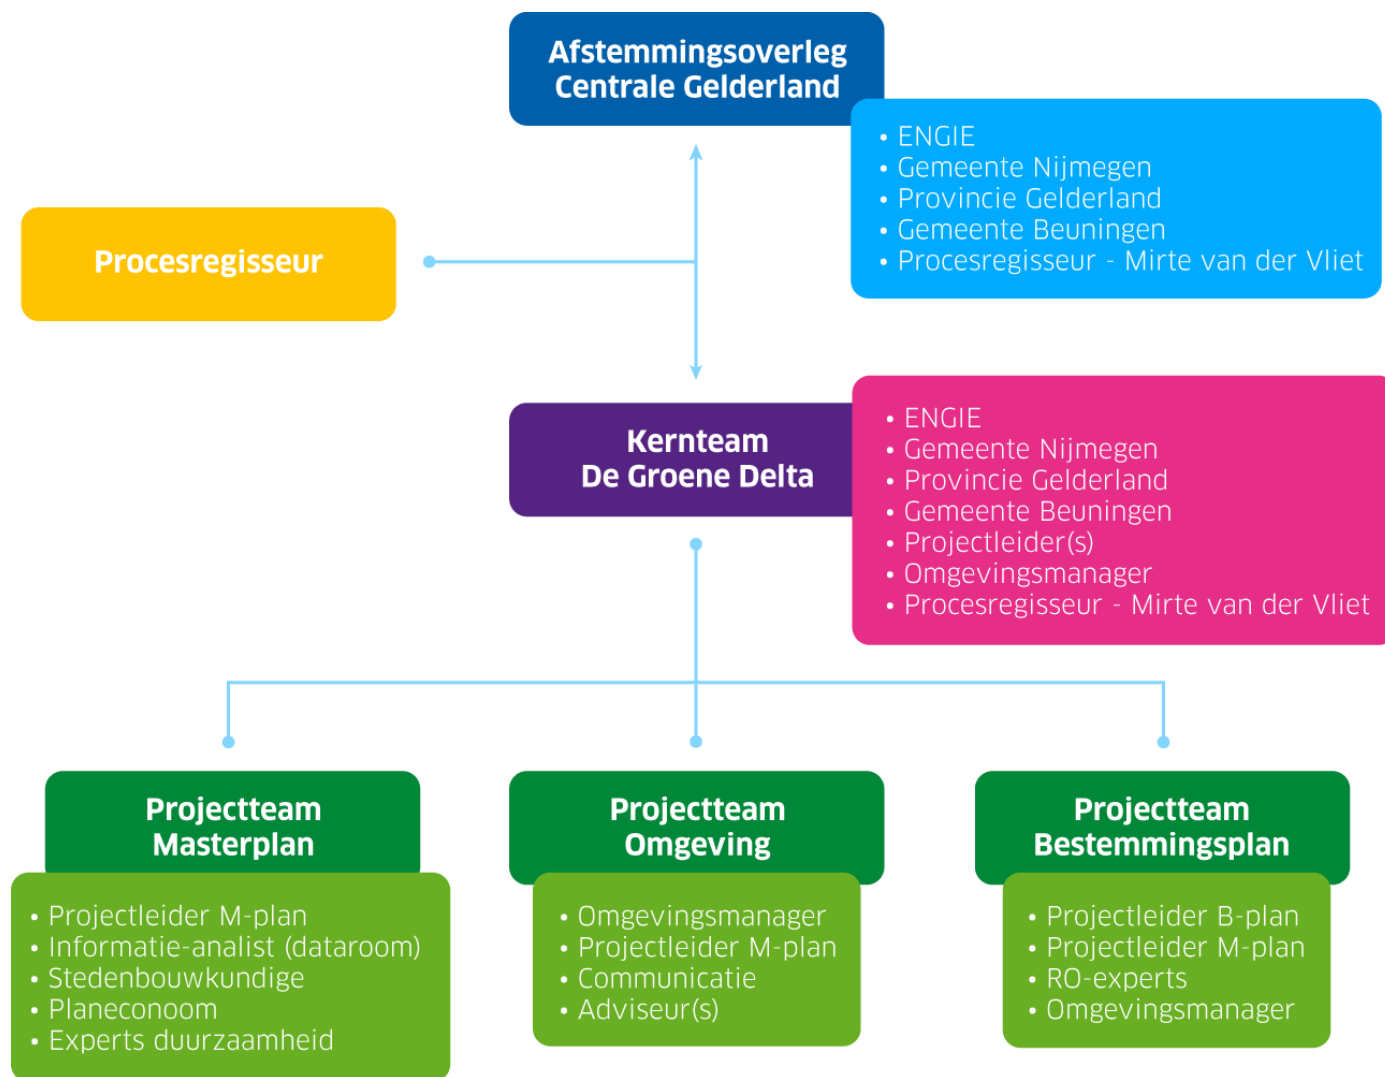 Afstemmingsoverleg
Centrale Gelderland
• ENGIE
• Gemeente Nijmegen
• Provincie Gelderland
• Gemeente Beuningen
• Procesregisseur - Mirte van der Vliet
Procesregisseur
Kernteam
De Groene Delta
• ENGIE
• Gemeente Nijmegen
• Provincie Gelderland
• Gemeente Beuningen
• Projectleider(s)
• Omgevingsmanager
• Procesregisseur - Mirte van der Vliet
Projectteam
Masterplan
• Projectleider M-plan
• Informatie-analist (dataroom)
• Stedenbouwkundige
• Planeconoom
• Experts duurzaamheid
Projectteam
Omgeving
• Omgevingsmanager
• Projectleider M-plan
• Communicatie
• Adviseur(s)
Projectteam
Bestemmingsplan
• Projectleider B-plan
• Projectleider M-plan
• RO-experts
• Omgevingsmanager